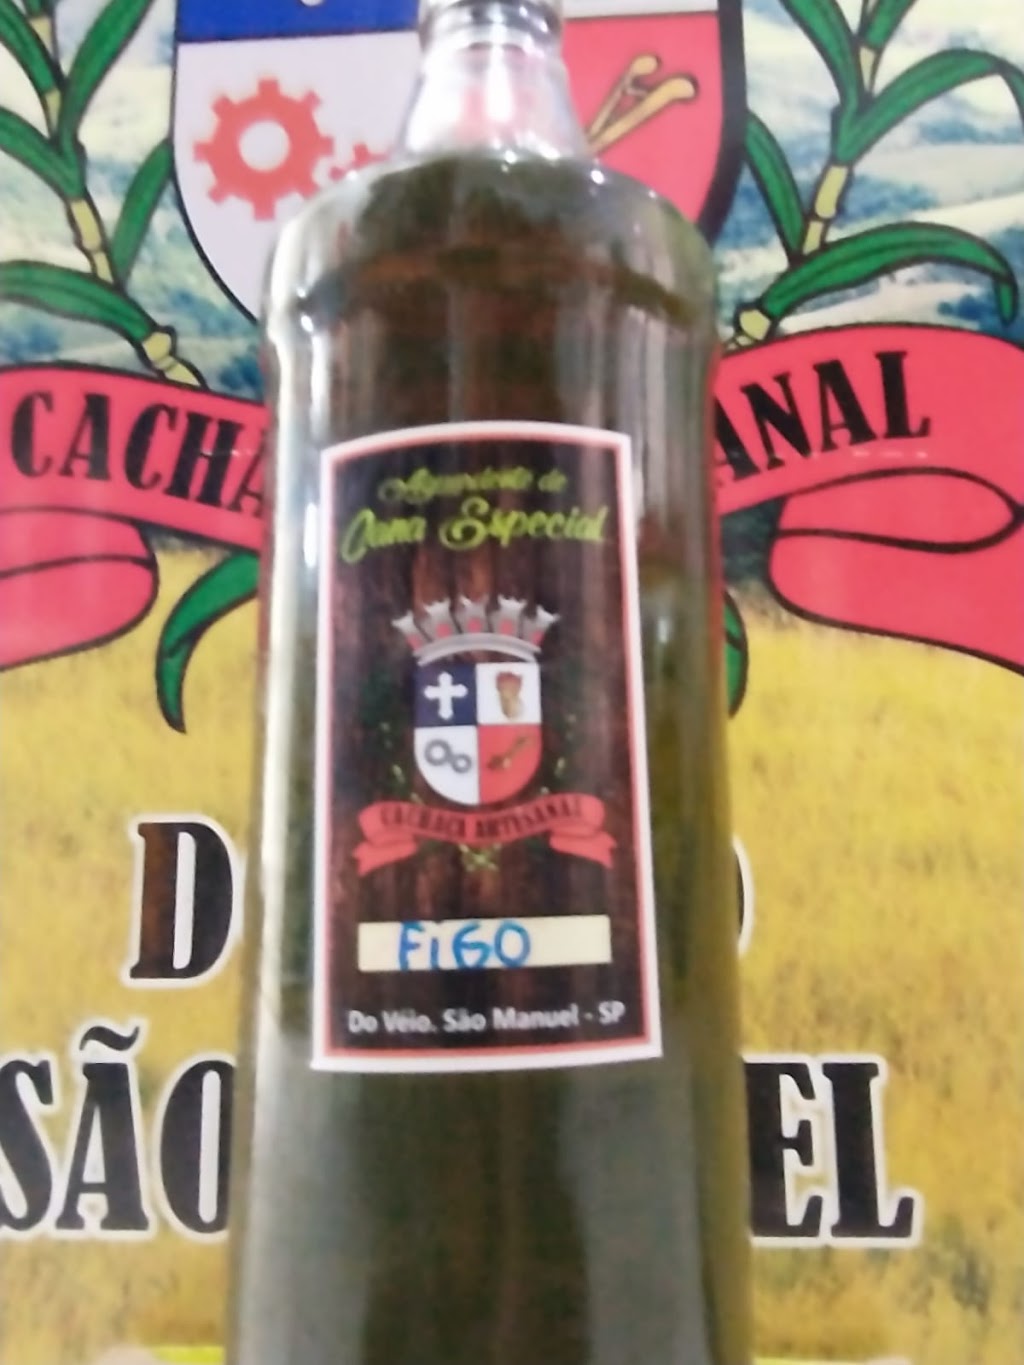 CACHA
ANAL
Aguardente de
Cana Especial
CACHAÇA ARTESANAL
FiGO
Do Véio. São Manuel - SP
D
O
SÃO
EL